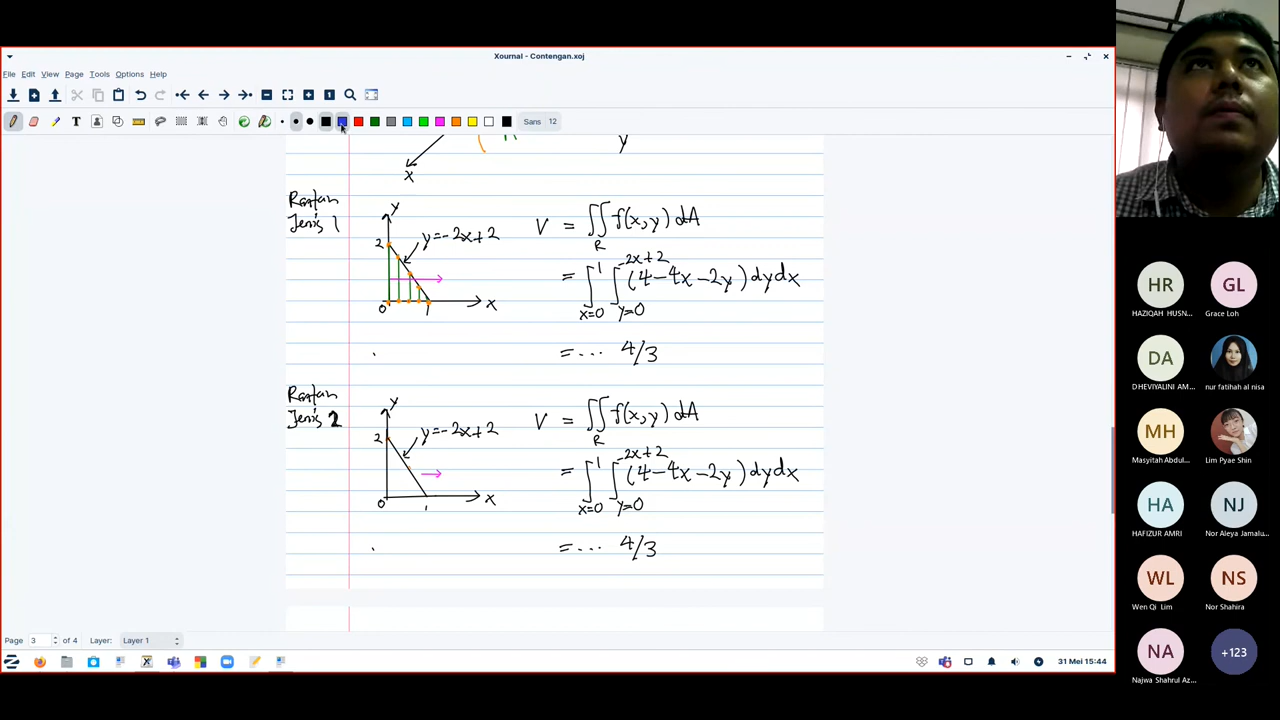 Xournal - Contengan.xoj
File Edit View Page Tools Options Help
Sans 12
x
y
Jenis 1
y
2
y=-2x+2
0
1
x
V = ∬ f(x,y) dA
R
= ∫ 1 x=0 ∫ -2x+2 y=0 (4-4x-2y) dy dx
= ... 4/3
Jenis 2
y
2
y=-2x+2
0
1
x
V = ∬ f(x,y) dA
R
= ∫ 1 x=0 ∫ -2x+2 y=0 (4-4x-2y) dy dx
= ... 4/3
Page 3 of 4 Layer: Layer 1
31 Mei 15:44
HR
HAZIQAH HUSN...
GL
Grace Loh
DA
DHEVIYALINI AM...
nur fatihah al nisa
MH
Masyitah Abdul...
Lim Pyae Shin
HA
HAFIZUR AMRI
NJ
Nor Aleya Jamalu...
WL
Wen Qi Lim
NS
Nor Shahira
NA
Najwa Shahrul Az...
+123